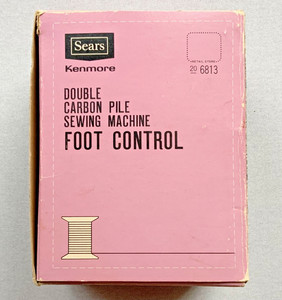 Sears
Kenmore
20 6813
DOUBLE
CARBON PILE
SEWING MACHINE
FOOT CONTROL